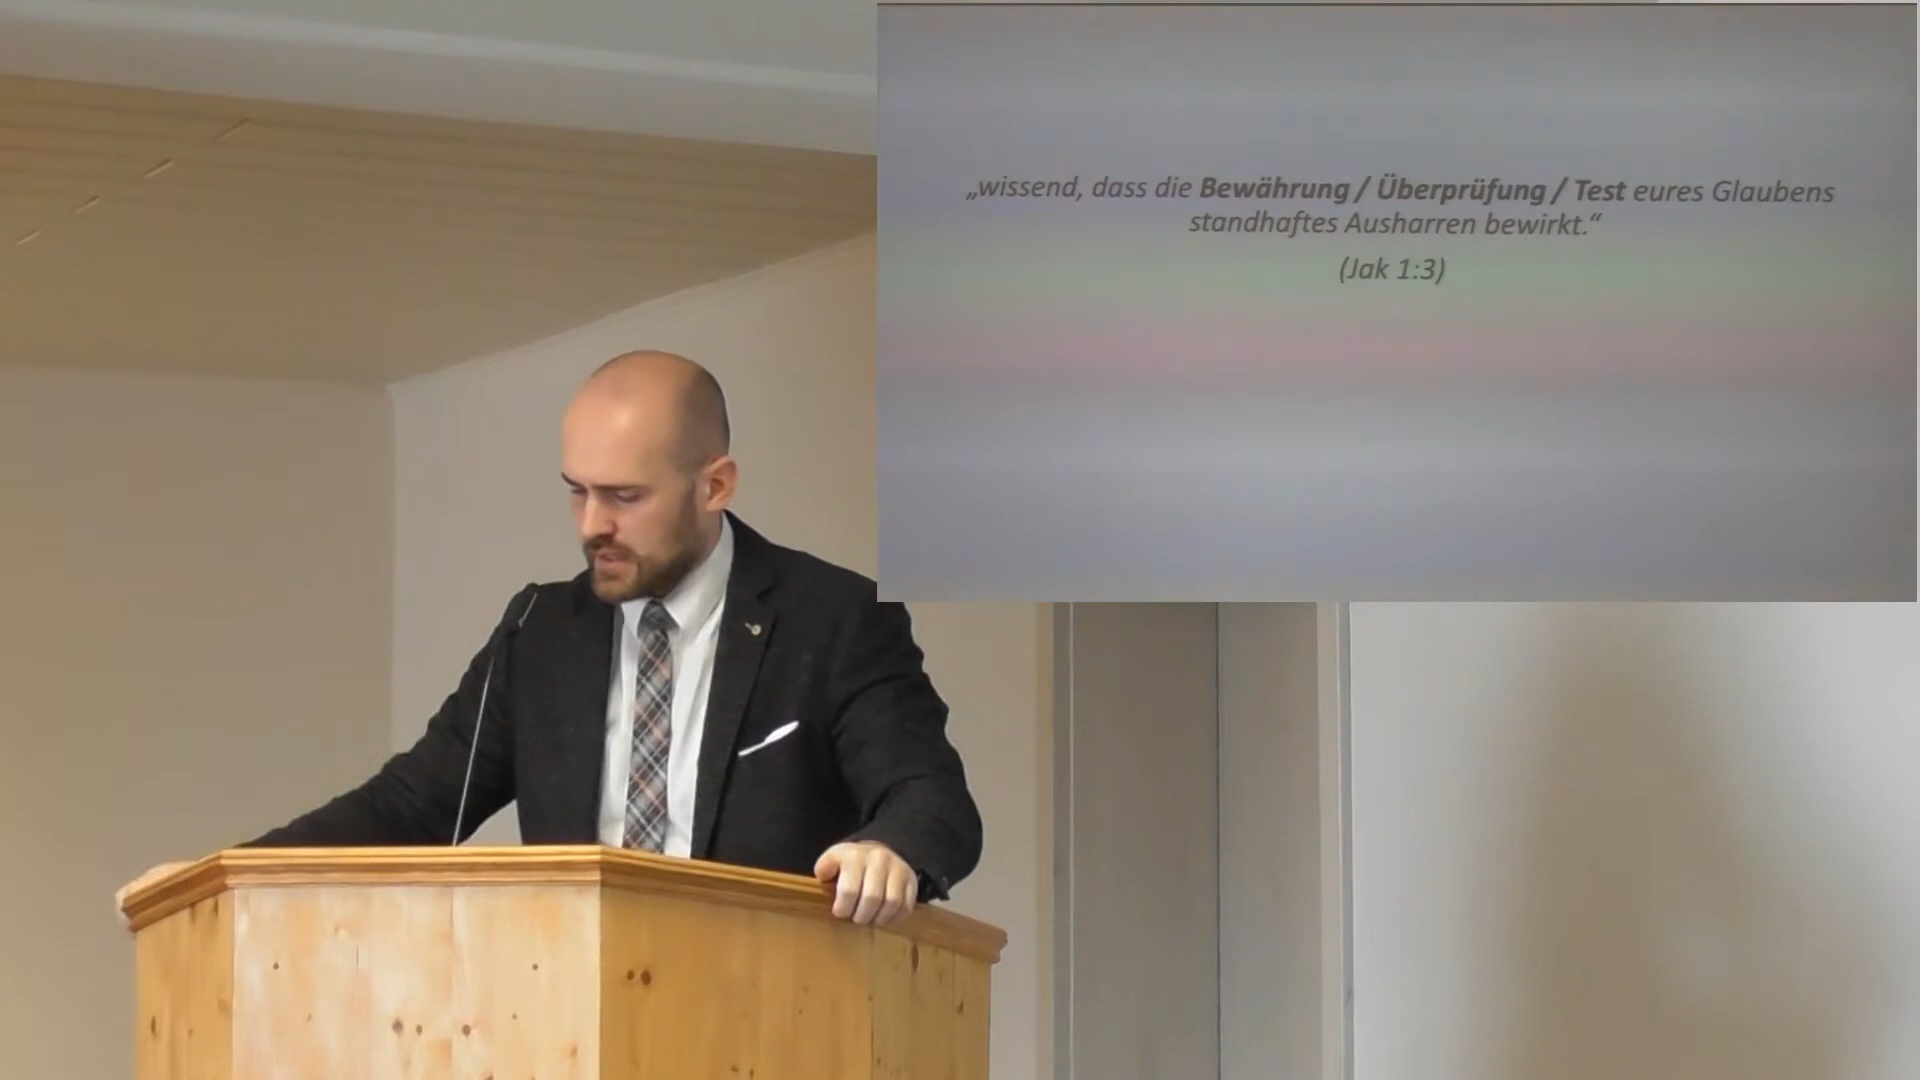 „wissend, dass die Bewährung / Überprüfung / Test eures Glaubens
standhaftes Ausharren bewirkt.“
(Jak 1:3)